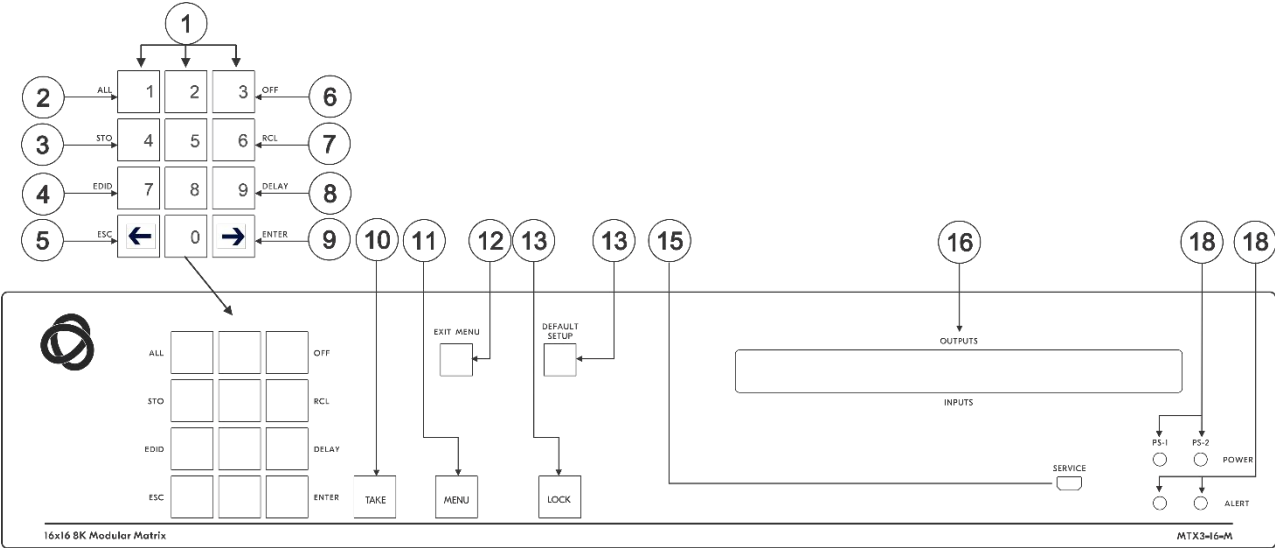 1
2 ALL 1 2 3 OFF 6
3 STO 4 5 6 RCL 7
4 EDID 7 8 9 DELAY 8
5 ESC ← 0 → ENTER 9 10 11 12 13 13 15 16 18 18
EXIT MENU
DEFAULT
SETUP
OUTPUTS
ALL OFF
INPUTS
STO RCL
EDID DELAY
PS-1 PS-2
POWER
SERVICE
ESC ENTER TAKE MENU LOCK
ALERT
16x16 8K Modular Matrix
MTX3-16-M